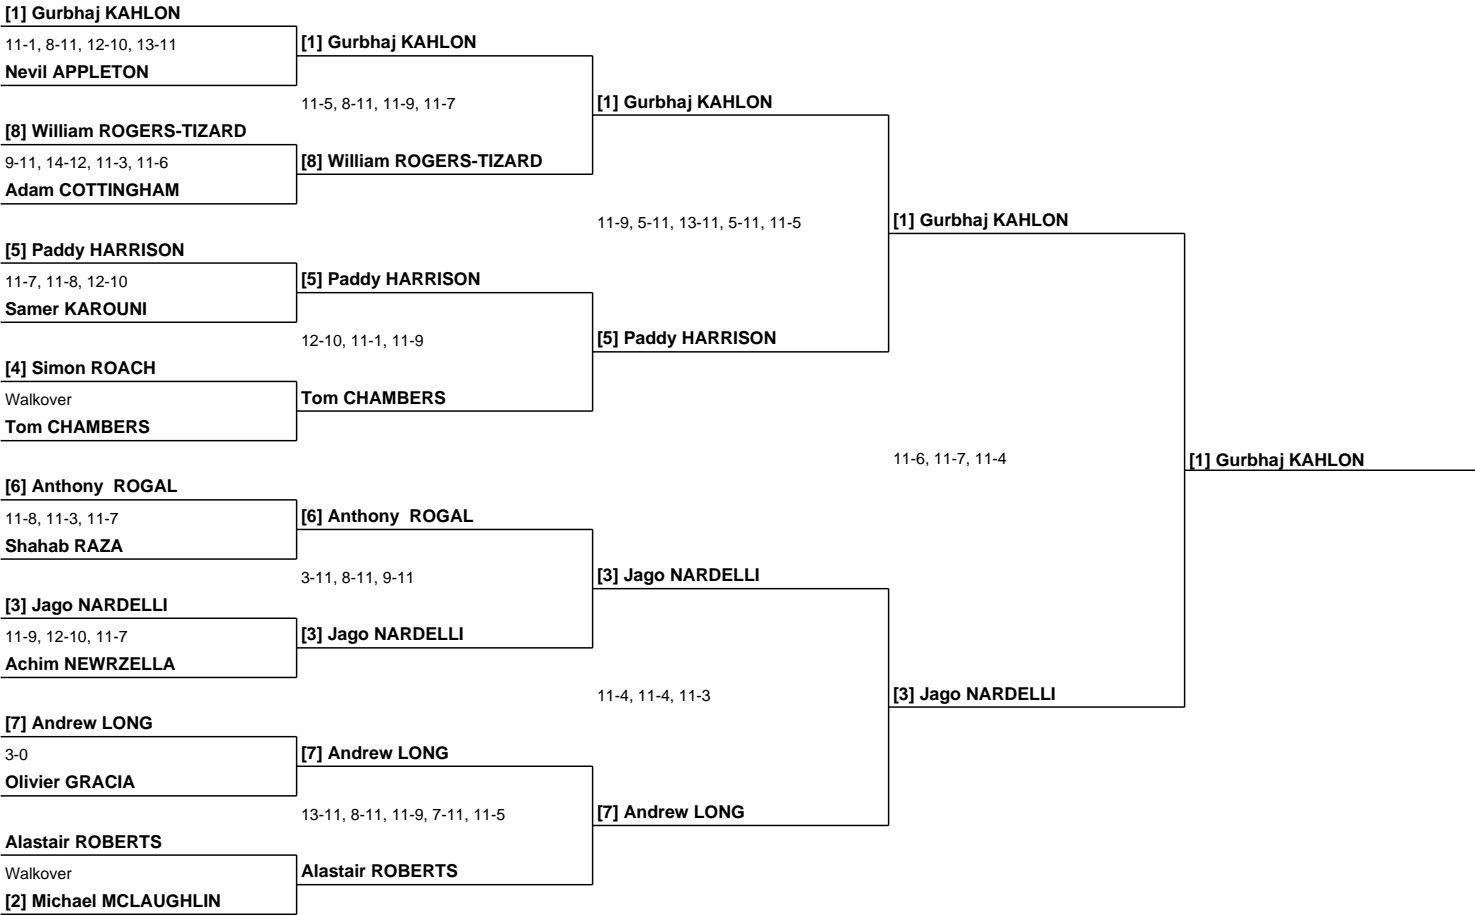 [1] Gurbhaj KAHLON
11-1, 8-11, 12-10, 13-11
Nevil APPLETON
[8] William ROGERS-TIZARD
9-11, 14-12, 11-3, 11-6
Adam COTTINGHAM
[5] Paddy HARRISON
11-7, 11-8, 12-10
Samer KAROUNI
[4] Simon ROACH
Walkover
Tom CHAMBERS
[6] Anthony  ROGAL
11-8, 11-3, 11-7
Shahab RAZA
[3] Jago NARDELLI
11-9, 12-10, 11-7
Achim NEWRZELLA
[7] Andrew LONG
3-0
Olivier GRACIA
Alastair ROBERTS
Walkover
[2] Michael MCLAUGHLIN
[1] Gurbhaj KAHLON
11-5, 8-11, 11-9, 11-7
[8] William ROGERS-TIZARD
[5] Paddy HARRISON
12-10, 11-1, 11-9
Tom CHAMBERS
[6] Anthony  ROGAL
3-11, 8-11, 9-11
[3] Jago NARDELLI
[7] Andrew LONG
13-11, 8-11, 11-9, 7-11, 11-5
Alastair ROBERTS
[1] Gurbhaj KAHLON
11-9, 5-11, 13-11, 5-11, 11-5
[5] Paddy HARRISON
[3] Jago NARDELLI
11-4, 11-4, 11-3
[7] Andrew LONG
[1] Gurbhaj KAHLON
11-6, 11-7, 11-4
[3] Jago NARDELLI
[1] Gurbhaj KAHLON